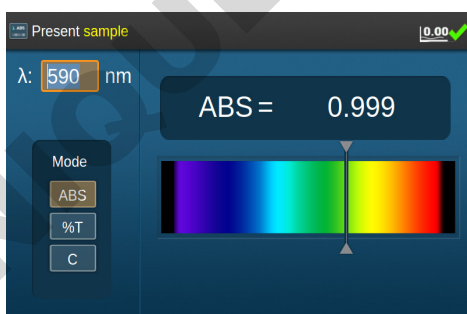 Present sample
0.00
λ: 590 nm
ABS = 0.999
Mode
ABS
%T
C